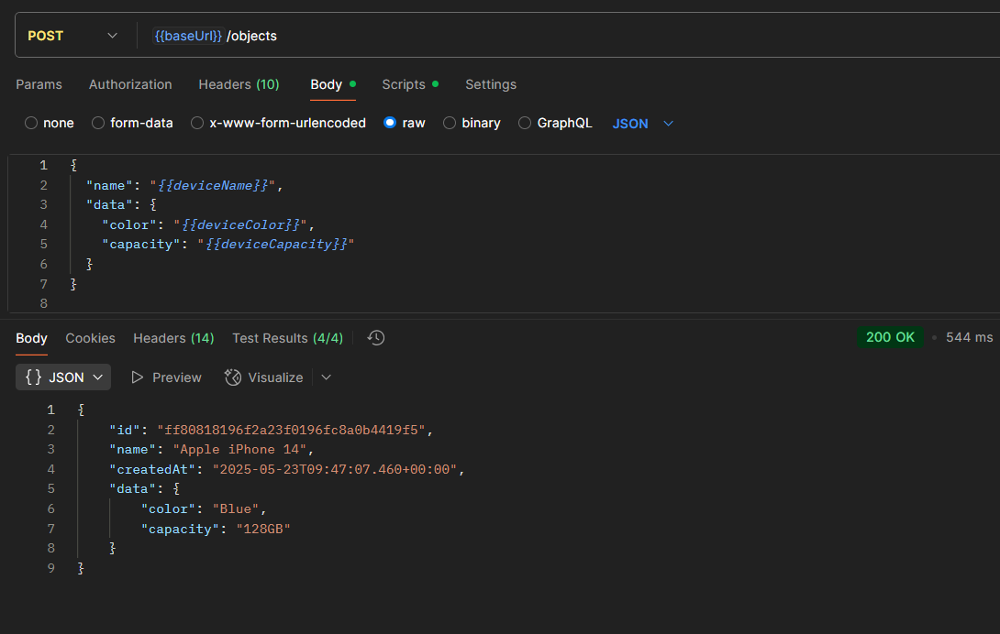 POST {{baseUrl}} /objects
Params Authorization Headers (10) Body Scripts Settings
none form-data x-www-form-urlencoded raw binary GraphQL JSON
1 {
2 "name": "{{deviceName}}",
3 "data": {
4 "color": "{{deviceColor}}",
5 "capacity": "{{deviceCapacity}}"
6 }
7 }
8
Body Cookies Headers (14) Test Results (4/4) 200 OK • 544 ms
{} JSON Preview Visualize
1 {
2 "id": "ff80818196f2a23f0196fc8a0b4419f5",
3 "name": "Apple iPhone 14",
4 "createdAt": "2025-05-23T09:47:07.460+00:00",
5 "data": {
6 "color": "Blue",
7 "capacity": "128GB"
8 }
9 }